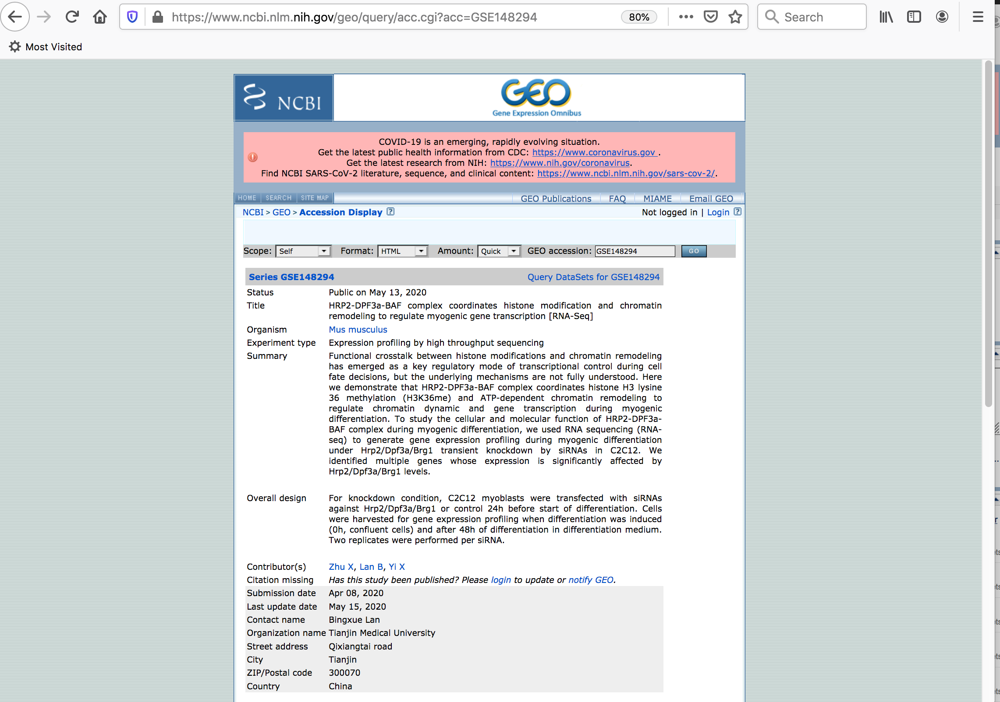 https://www.ncbi.nlm.nih.gov/geo/query/acc.cgi?acc=GSE148294
80%
Search
Most Visited
NCBI
GEO
Gene Expression Omnibus
COVID-19 is an emerging, rapidly evolving situation.
Get the latest public health information from CDC: https://www.coronavirus.gov .
Get the latest research from NIH: https://www.nih.gov/coronavirus.
Find NCBI SARS-CoV-2 literature, sequence, and clinical content: https://www.ncbi.nlm.nih.gov/sars-cov-2/.
HOME SEARCH SITE MAP GEO Publications FAQ MIAME Email GEO
NCBI > GEO > Accession Display ? Not logged in | Login ?
Scope: Self Format: HTML Amount: Quick GEO accession: GSE148294 GO
Series GSE148294 Query DataSets for GSE148294
Status Public on May 13, 2020
Title HRP2-DPF3a-BAF complex coordinates histone modification and chromatin
remodeling to regulate myogenic gene transcription [RNA-Seq]
Organism Mus musculus
Experiment type Expression profiling by high throughput sequencing
Summary Functional crosstalk between histone modifications and chromatin remodeling
has emerged as a key regulatory mode of transcriptional control during cell
fate decisions, but the underlying mechanisms are not fully understood. Here
we demonstrate that HRP2-DPF3a-BAF complex coordinates histone H3 lysine
36 methylation (H3K36me) and ATP-dependent chromatin remodeling to
regulate chromatin dynamic and gene transcription during myogenic
differentiation. To study the cellular and molecular function of HRP2-DPF3a-
BAF complex during myogenic differentiation, we used RNA sequencing (RNA-
seq) to generate gene expression profiling during myogenic differentiation
under Hrp2/Dpf3a/Brg1 transient knockdown by siRNAs in C2C12. We
identified multiple genes whose expression is significantly affected by
Hrp2/Dpf3a/Brg1 levels.
Overall design For knockdown condition, C2C12 myoblasts were transfected with siRNAs
against Hrp2/Dpf3a/Brg1 or control 24h before start of differentiation. Cells
were harvested for gene expression profiling when differentiation was induced
(0h, confluent cells) and after 48h of differentiation in differentiation medium.
Two replicates were performed per siRNA.
Contributor(s) Zhu X, Lan B, Yi X
Citation missing Has this study been published? Please login to update or notify GEO.
Submission date Apr 08, 2020
Last update date May 15, 2020
Contact name Bingxue Lan
Organization name Tianjin Medical University
Street address Qixiangtai road
City Tianjin
ZIP/Postal code 300070
Country China